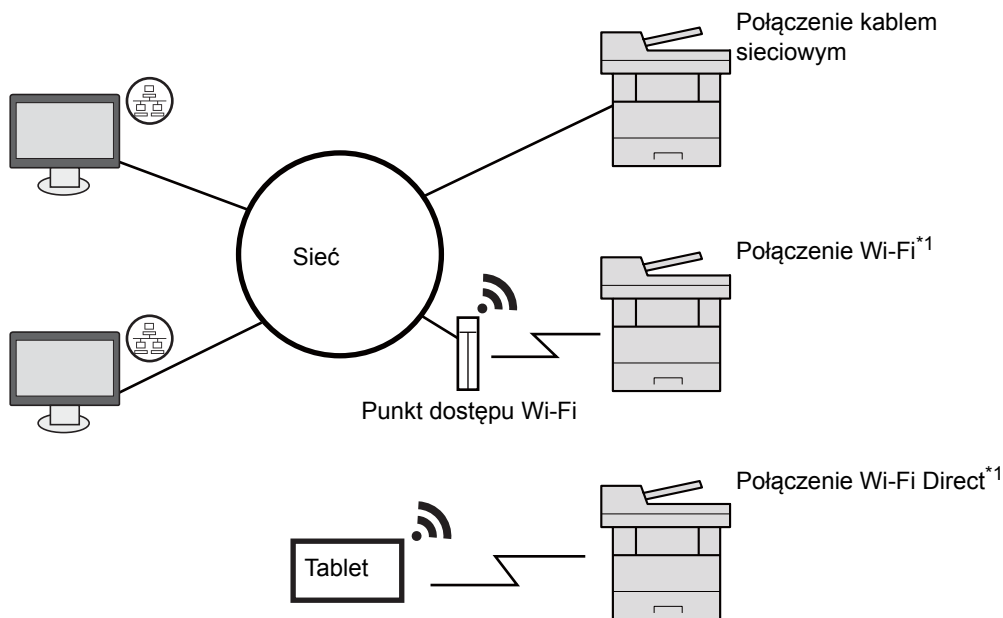 Połączenie kablem
sieciowym
Sieć
Połączenie Wi-Fi*1
Punkt dostępu Wi-Fi
Połączenie Wi-Fi Direct*1
Tablet